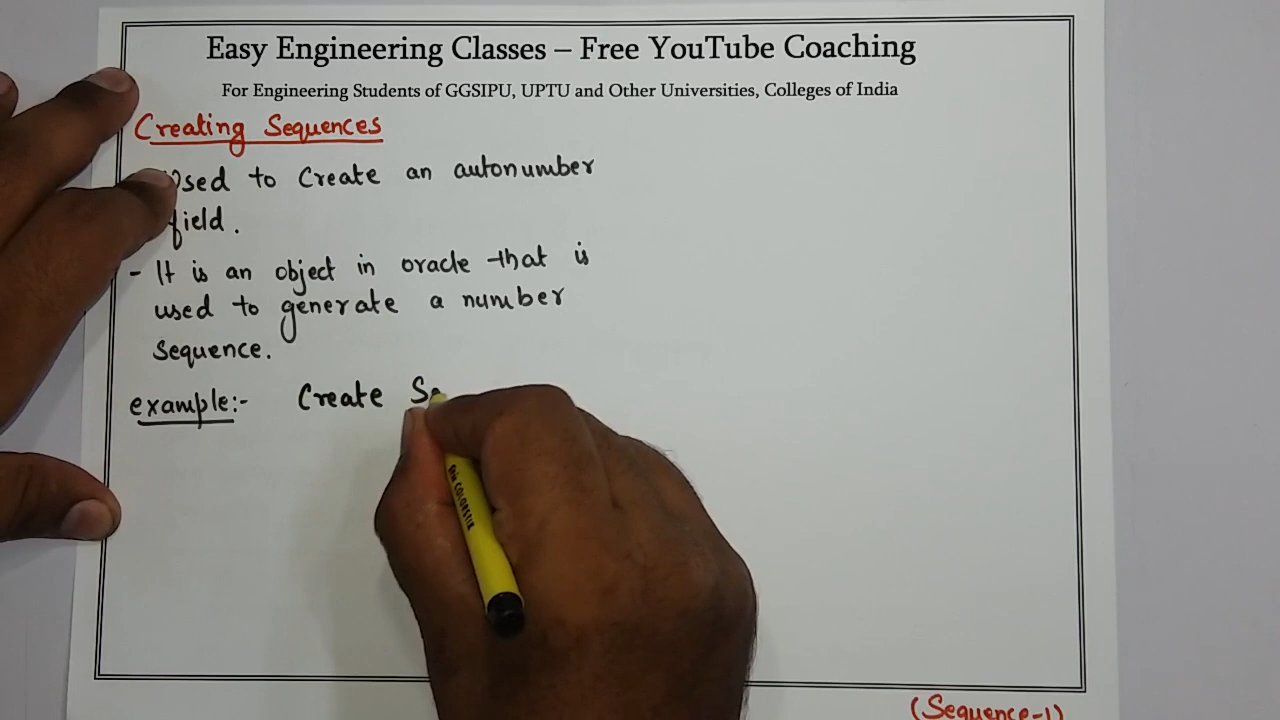 Easy Engineering Classes – Free YouTube Coaching
For Engineering Students of GGSIPU, UPTU and Other Universities, Colleges of India
Creating Sequences
Used to Create an autonumber
field.
- It is an object in oracle that is
used to generate a number
Sequence.
example:- Create Se
(Sequence-1)